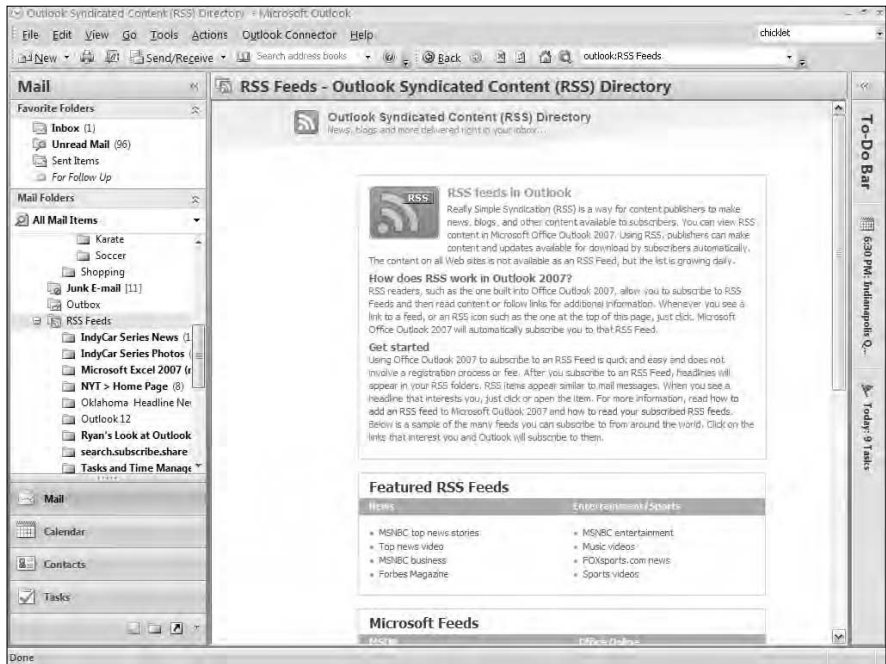 Outlook Syndicated Content (RSS) Directory - Microsoft Outlook
File Edit View Go Tools Actions Outlook Connector Help
chicklet
New
Send/Receive
Search address books
Back
outlook:RSS Feeds
Mail
Favorite Folders
Inbox (1)
Unread Mail (96)
Sent Items
For Follow Up
Mail Folders
All Mail Items
Karate
Soccer
Shopping
Junk E-mail [11]
Outbox
RSS Feeds
IndyCar Series News (1
IndyCar Series Photos (
Microsoft Excel 2007 (r
NYT > Home Page (8)
Oklahoma Headline Ne
Outlook 12
Ryan's Look at Outlook
search.subscribe.share
Tasks and Time Manage
Mail
Calendar
Contacts
Tasks
RSS Feeds - Outlook Syndicated Content (RSS) Directory
Outlook Syndicated Content (RSS) Directory
News, blogs and more delivered right in your inbox...
RSS
RSS feeds in Outlook
Really Simple Syndication (RSS) is a way for content publishers to make
news, blogs, and other content available to subscribers. You can view RSS
content in Microsoft Office Outlook 2007. Using RSS, publishers can make
content and updates available for download by subscribers automatically.
The content on all Web sites is not available as an RSS Feed, but the list is growing daily.
How does RSS work in Outlook 2007?
RSS readers, such as the one built into Office Outlook 2007, allow you to subscribe to RSS
Feeds and then read content or follow links for additional information. Whenever you see a
link to a feed, or an RSS icon such as the one at the top of this page, just click. Microsoft
Office Outlook 2007 will automatically subscribe you to that RSS Feed.
Get started
Using Office Outlook 2007 to subscribe to an RSS Feed is quick and easy and does not
involve a registration process or fee. After you subscribe to an RSS Feed, headlines will
appear in your RSS folders. RSS items appear similar to mail messages. When you see a
headline that interests you, just click or open the item. For more information, read how to
add an RSS feed to Microsoft Outlook 2007 and how to read your subscribed RSS feeds.
Below is a sample of the many feeds you can subscribe to from around the world. Click on the
links that interest you and Outlook will subscribe to them.
Featured RSS Feeds
News
Entertainment/Sports
MSNBC top news stories
Top news video
MSNBC business
Forbes Magazine
MSNBC entertainment
Music videos
FOXsports.com news
Sports videos
Microsoft Feeds
MSDN
Office Online
To-Do Bar
6:30 PM: Indianapolis Q...
Today: 9 Tasks
Done